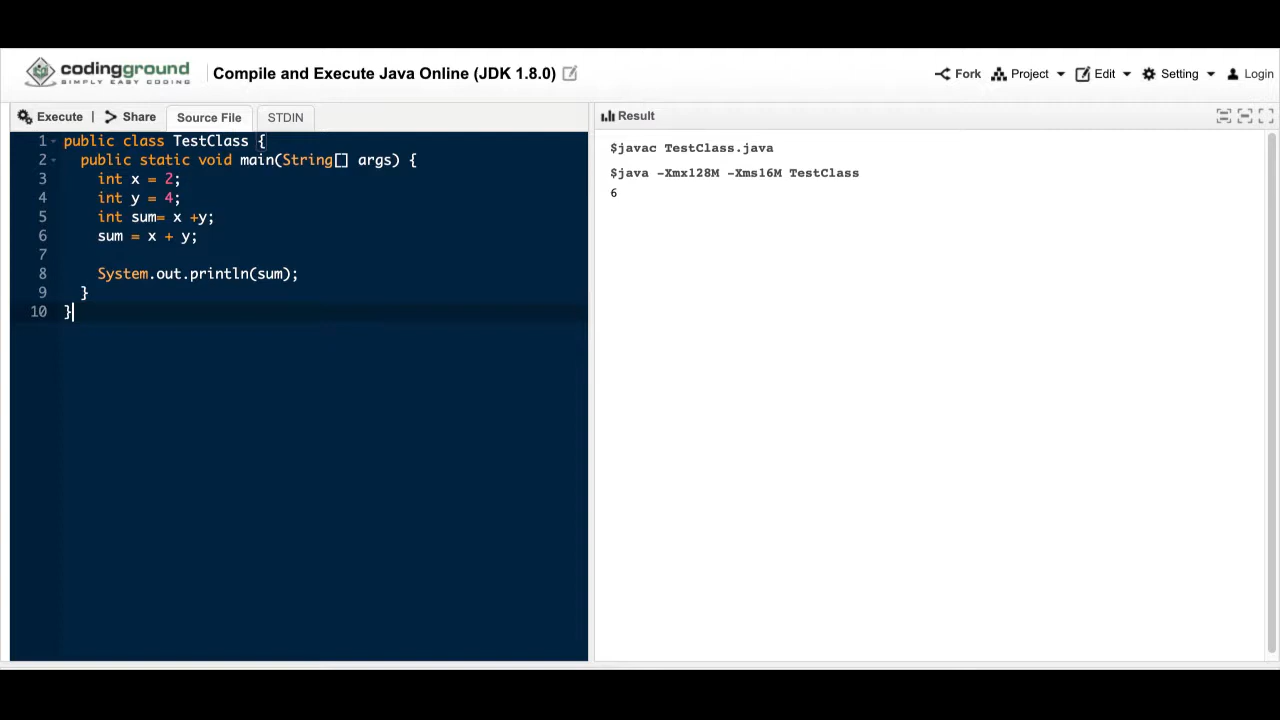 codingground
SIMPLY EASY CODING
Compile and Execute Java Online (JDK 1.8.0)
Fork Project Edit Setting Login
Execute | Share Source File STDIN
Result
1 public class TestClass {
2 public static void main(String[] args) {
3 int x = 2;
4 int y = 4;
5 int sum= x +y;
6 sum = x + y;
7
8 System.out.println(sum);
9 }
10 }
$javac TestClass.java
$java -Xmx128M -Xms16M TestClass
6